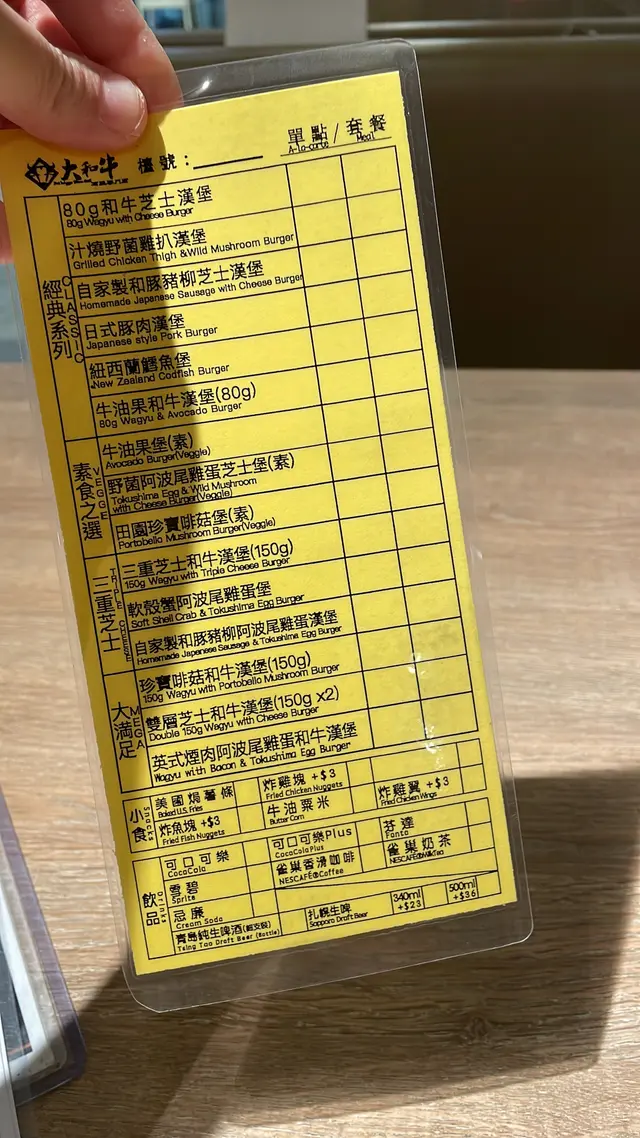 大和牛 檯號：
單點/套餐
A-la-carte Meal
經典系列 CLASSIC
80g和牛芝士漢堡
80g Wagyu with Cheese Burger
汁燒野菌雞扒漢堡
Grilled Chicken Thigh &Wild Mushroom Burger
自家製和豚豬柳芝士漢堡
Homemade Japanese Sausage with Cheese Burger
日式豚肉漢堡
Japanese style Pork Burger
紐西蘭鱈魚堡
New Zealand Codfish Burger
牛油果和牛漢堡(80g)
80g Wagyu & Avocado Burger
素食之選 VEGGE
牛油果堡(素)
Avocado Burger(Veggie)
野菌阿波尾雞蛋芝士堡(素)
Tokushima Egg & Wild Mushroom
with Cheese Burger(Veggie)
田園珍寶啡菇堡(素)
Portobello Mushroom Burger(Veggie)
三重芝士 TRIPLE
三重芝士和牛漢堡(150g)
150g Wagyu with Triple Cheese Burger
軟殼蟹阿波尾雞蛋堡
Soft Shell Crab & Tokushima Egg Burger
自家製和豚豬柳阿波尾雞蛋漢堡
Homemade Japanese Sausage & Tokushima Egg Burger
大滿足 MEGA
珍寶啡菇和牛漢堡(150g)
150g Wagyu with Portobello Mushroom Burger
雙層芝士和牛漢堡(150g x2)
Double 150g Wagyu with Cheese Burger
英式煙肉阿波尾雞蛋和牛漢堡
Wagyu with Bacon & Tokushima Egg Burger
小食 Snacks
美國焗薯條
Baked U.S. Fries
炸雞塊 +$3
Fried Chicken Nuggets
炸魚塊 +$3
Fried Fish Nuggets
牛油粟米
Butter Corn
炸雞翼 +$3
Fried Chicken Wings
飲品 Drinks
可口可樂
CocaCola
可口可樂Plus
CocaCola Plus
芬達
Fanta
雪碧
Sprite
雀巢香滑咖啡
NESCAFÉ®Coffee
雀巢奶茶
NESCAFÉ®MilkTea
忌廉
Cream Soda
青島純生啤酒(樽支裝)
Tsing Tao Draft Beer (Bottle)
扎幌生啤
Sapporo Draft Beer
340ml
+$23
500ml
+$36